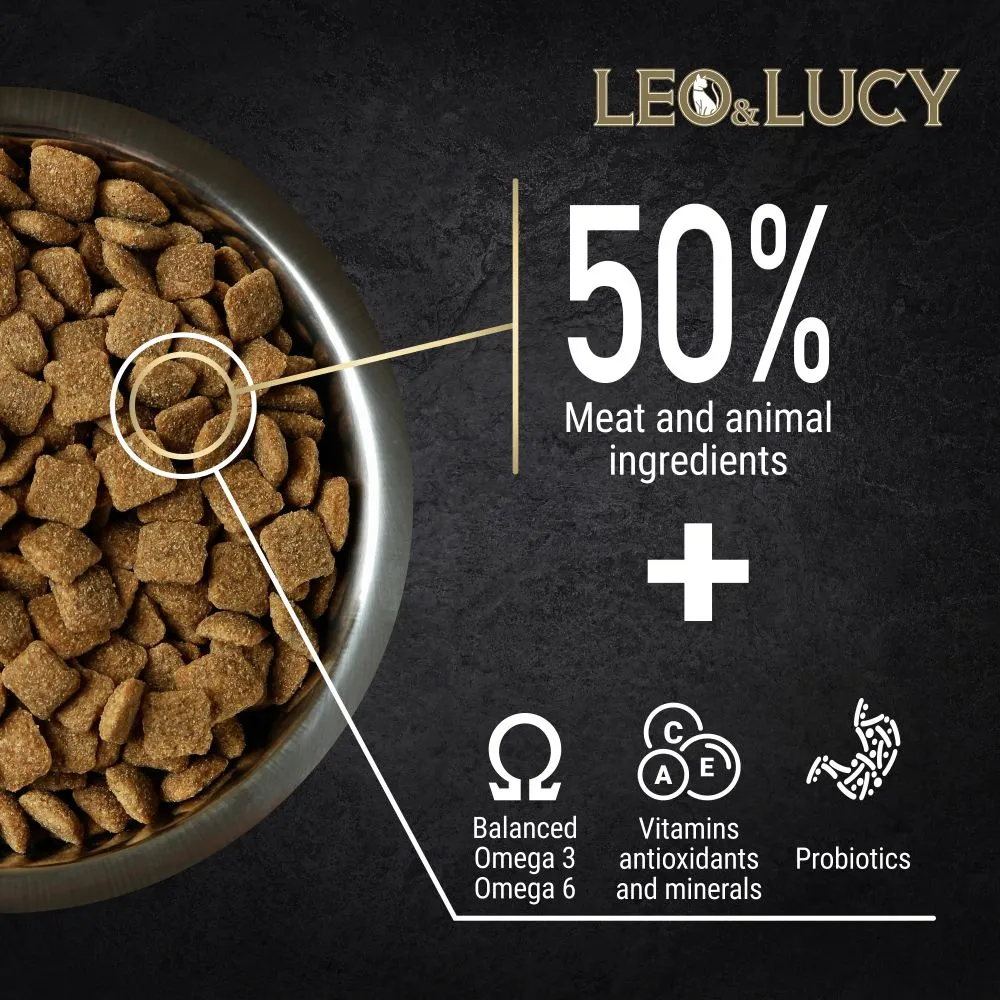 LEO&LUCY
50%
Meat and animal
ingredients
+
C
A E
Balanced
Omega 3
Omega 6
Vitamins
antioxidants
and minerals
Probiotics